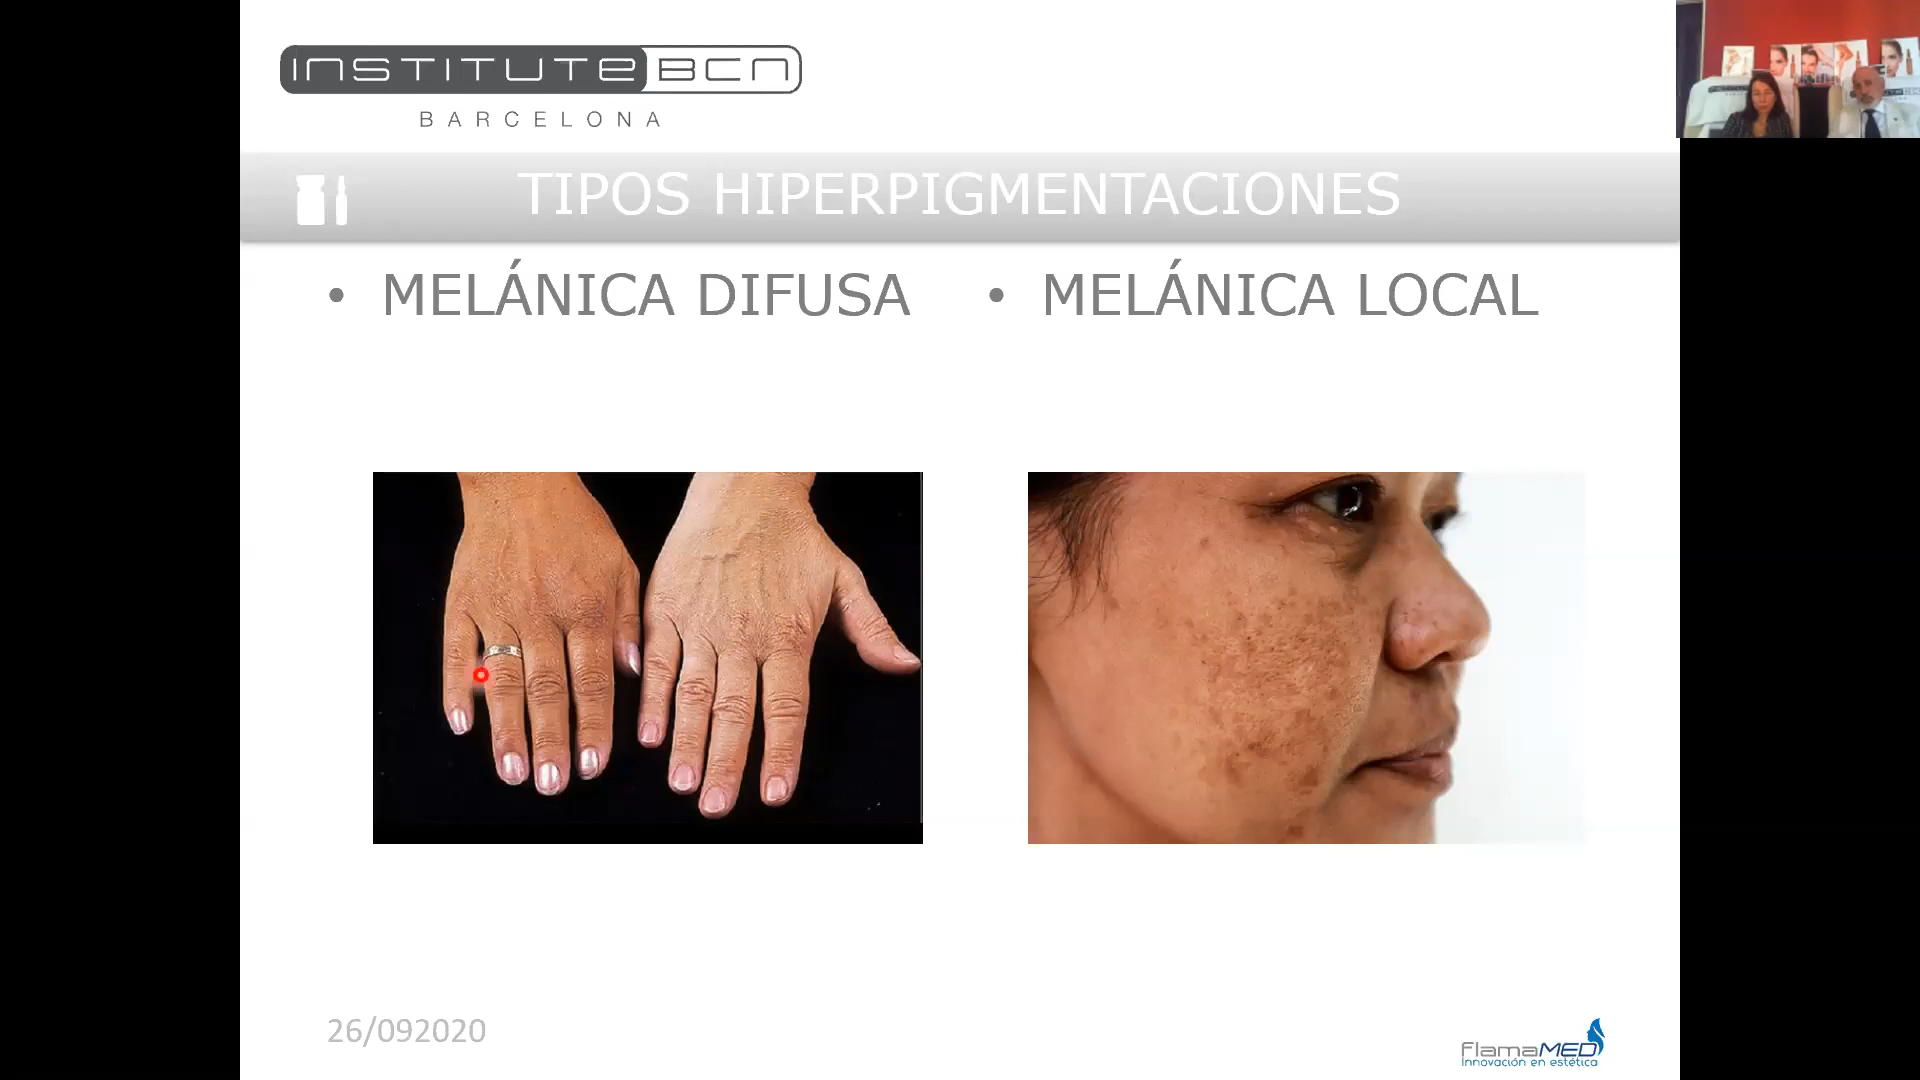 INSTITUTE BCN
BARCELONA
TIPOS HIPERPIGMENTACIONES
• MELÁNICA DIFUSA
• MELÁNICA LOCAL
26/092020
FlamaMED
Innovación en estética